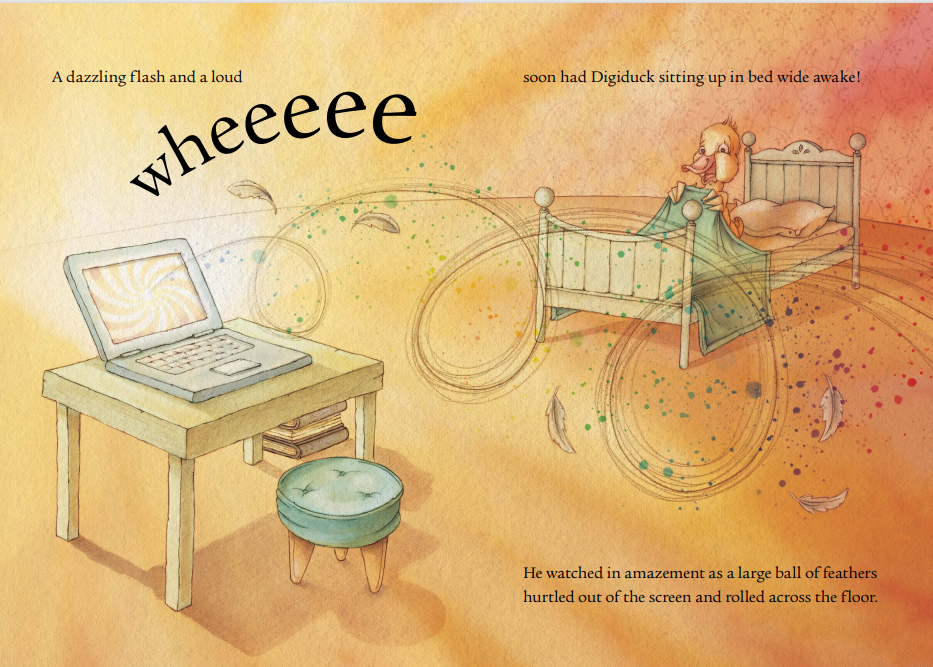 A dazzling flash and a loud
wheeeee
soon had Digiduck sitting up in bed wide awake!
He watched in amazement as a large ball of feathers
hurtled out of the screen and rolled across the floor.